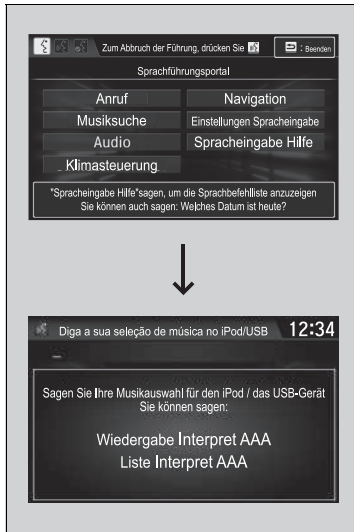 Zum Abbruch der Führung, drücken Sie
: Beenden
Sprachführungsportal
Anruf
Navigation
Musiksuche
Einstellungen Spracheingabe
Audio
Spracheingabe Hilfe
Klimasteuerung
"Spracheingabe Hilfe"sagen, um die Sprachbefehlliste anzuzeigen
Sie können auch sagen: Welches Datum ist heute?
Diga a sua seleção de música no iPod/USB
12:34
Sagen Sie Ihre Musikauswahl für den iPod / das USB-Gerät
Sie können sagen:
Wiedergabe Interpret AAA
Liste Interpret AAA